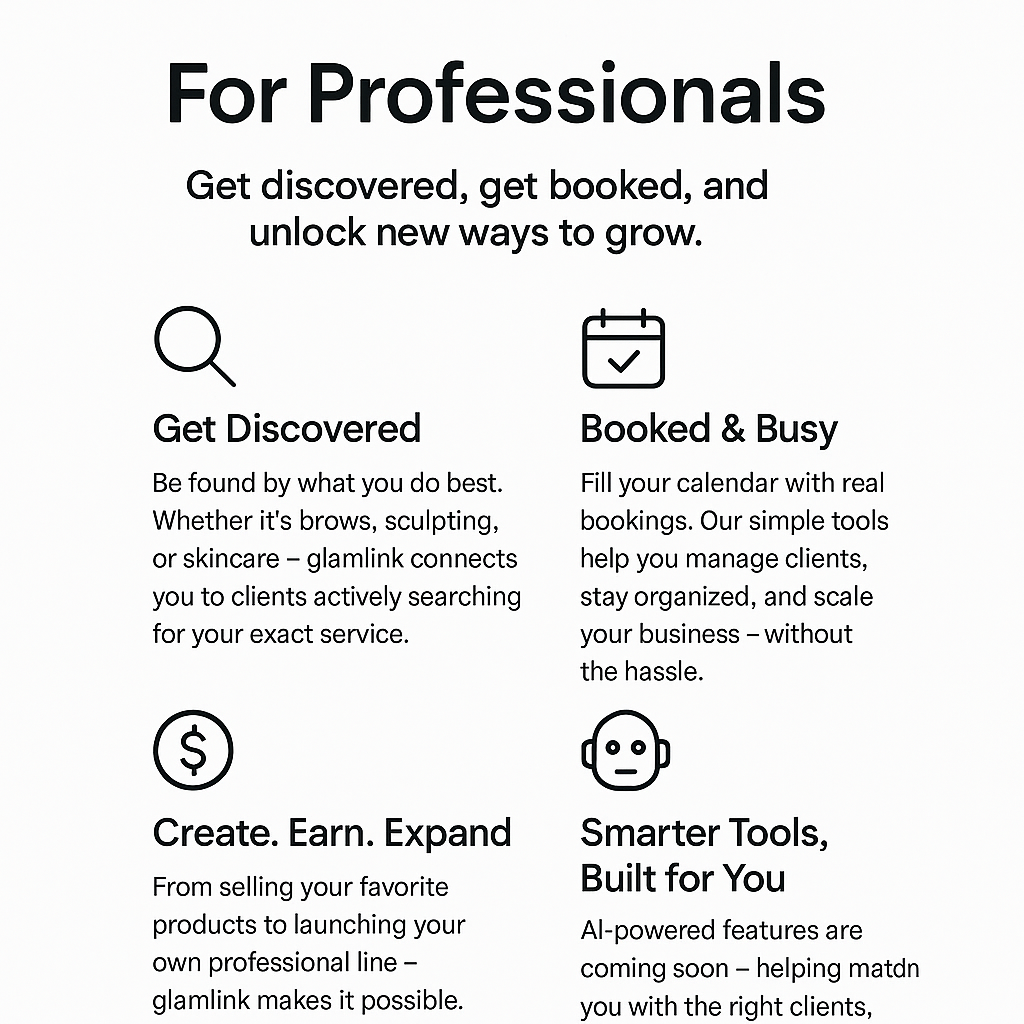 For Professionals
Get discovered, get booked, and
unlock new ways to grow.
Get Discovered
Be found by what you do best.
Whether it's brows, sculpting,
or skincare – glamlink connects
you to clients actively searching
for your exact service.
Booked & Busy
Fill your calendar with real
bookings. Our simple tools
help you manage clients,
stay organized, and scale
your business – without
the hassle.
$
Create. Earn. Expand
From selling your favorite
products to launching your
own professional line –
glamlink makes it possible.
Smarter Tools,
Built for You
AI-powered features are
coming soon – helping matdn
you with the right clients,